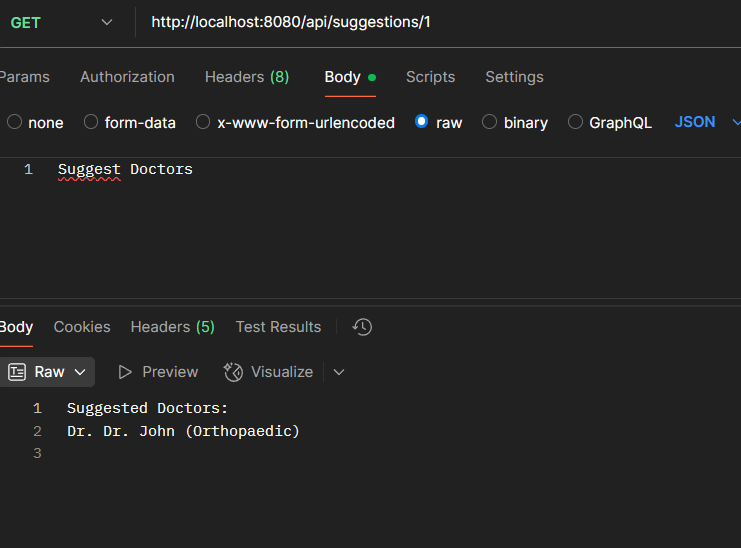 GET http://localhost:8080/api/suggestions/1
Params Authorization Headers (8) Body Scripts Settings
none form-data x-www-form-urlencoded raw binary GraphQL JSON
1 Suggest Doctors
Body Cookies Headers (5) Test Results
Raw Preview Visualize
1 Suggested Doctors:
2 Dr. Dr. John (Orthopaedic)
3